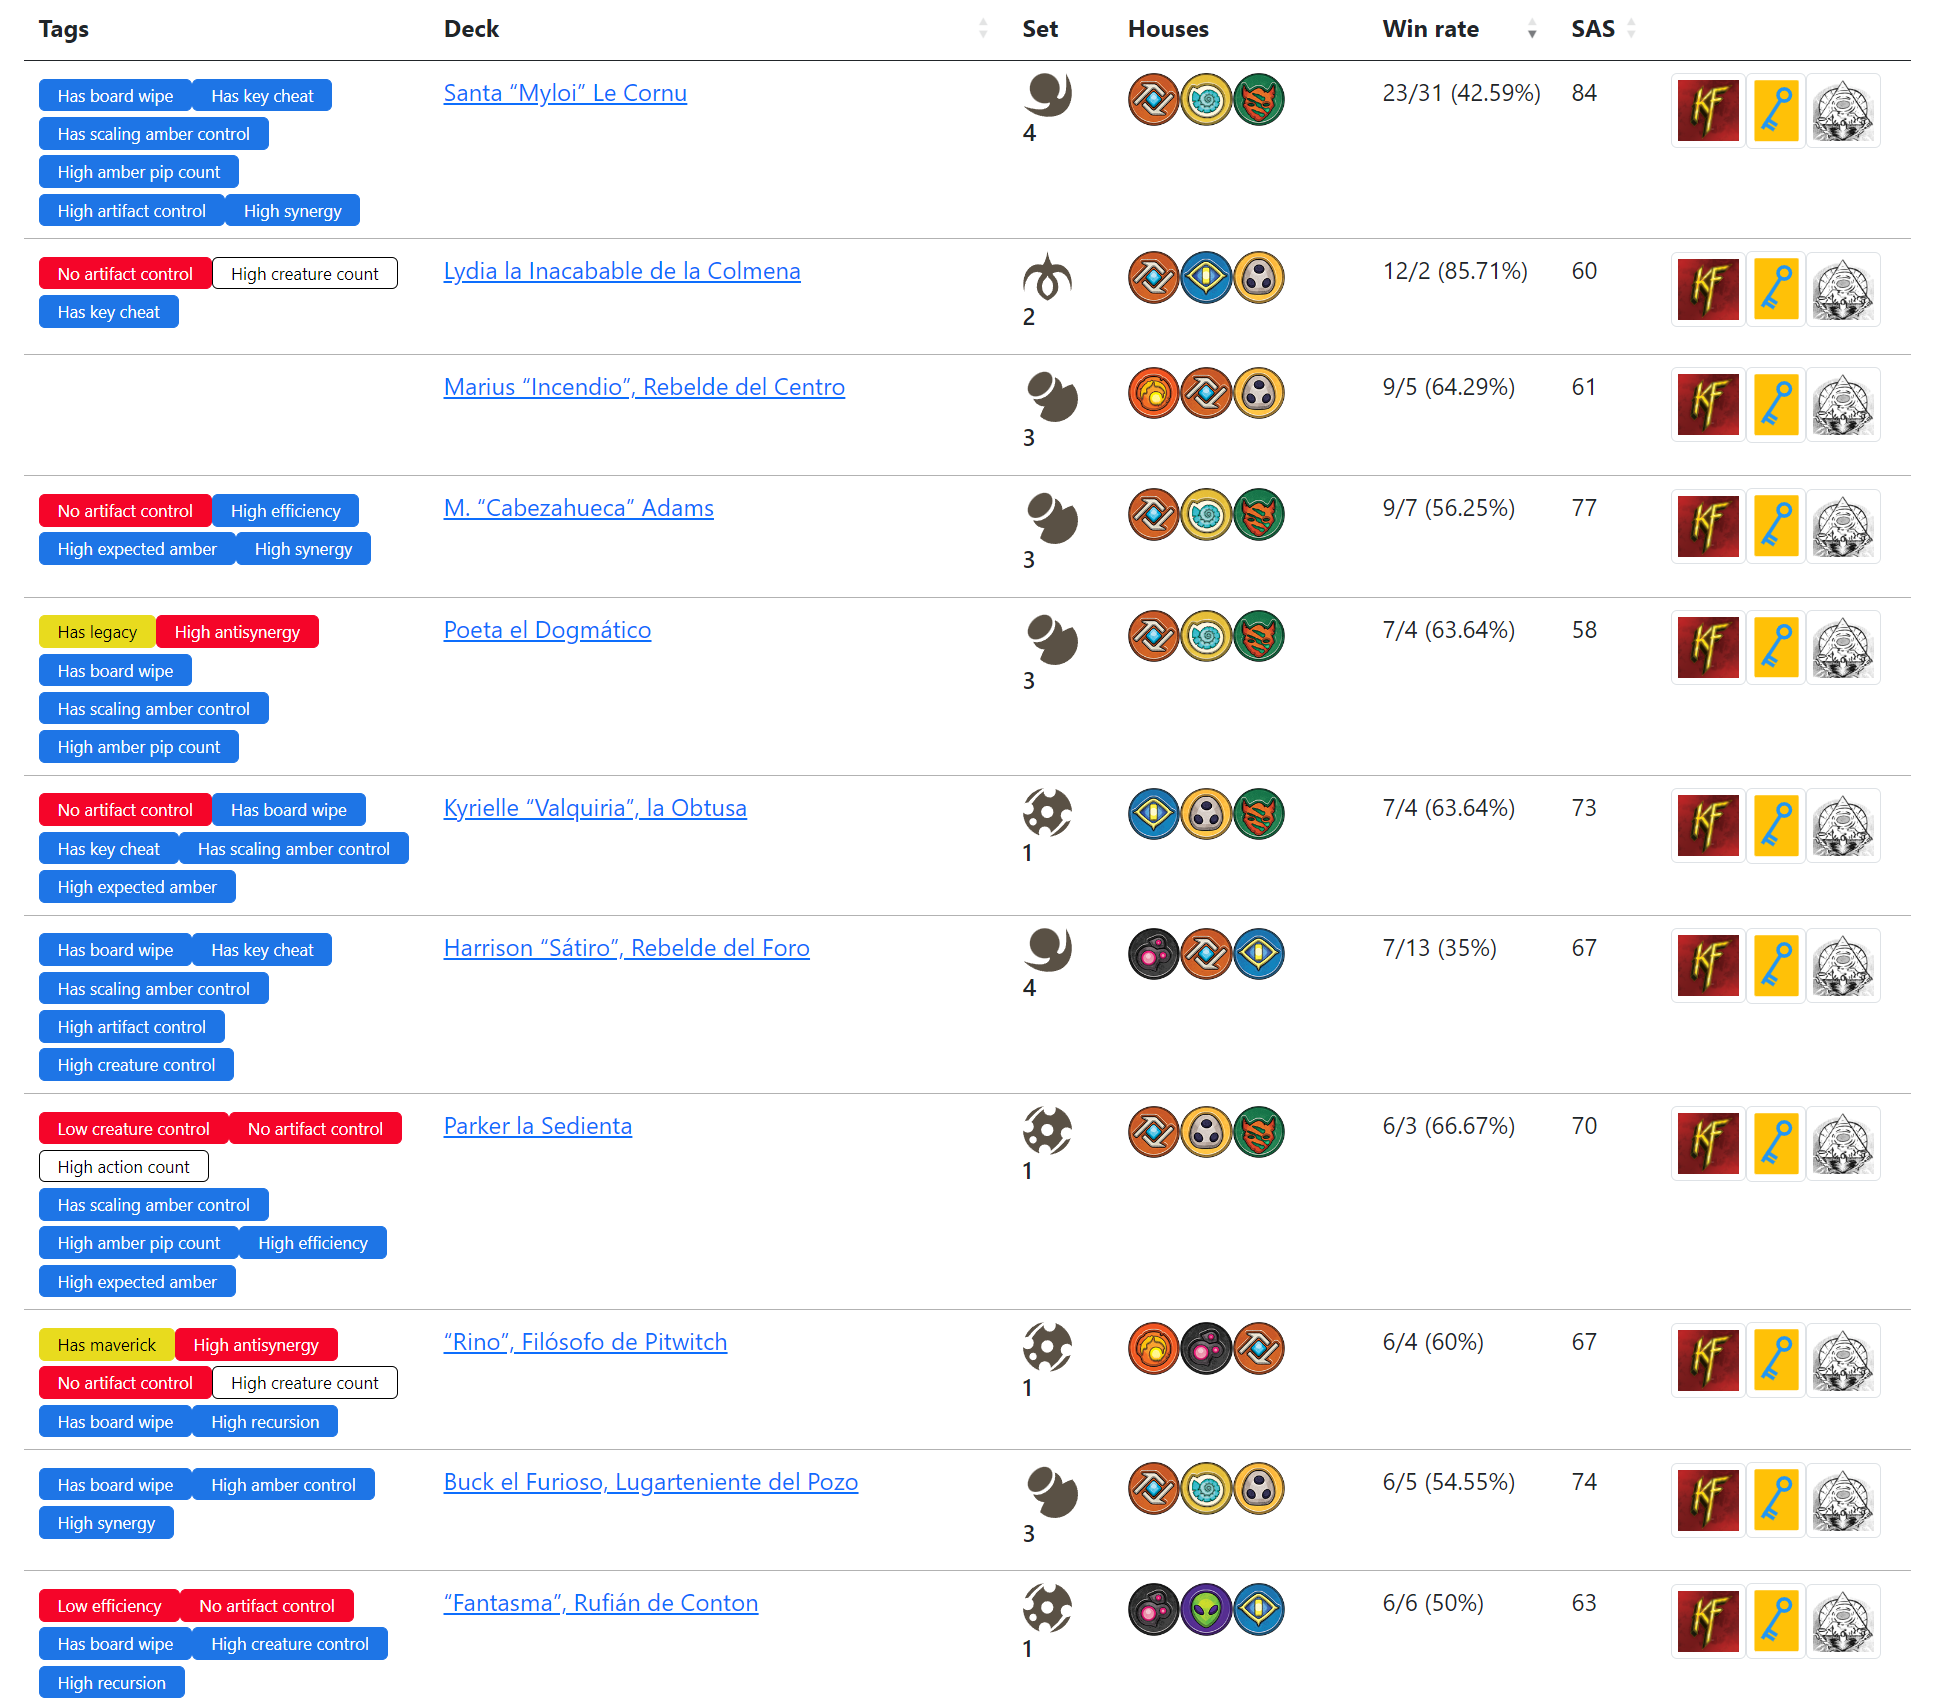 Tags Deck Set Houses Win rate SAS
Has board wipe Has key cheat Santa “Myloi” Le Cornu 23/31 (42.59%) 84 KF
Has scaling amber control 4
High amber pip count
High artifact control High synergy
No artifact control High creature count Lydia la Inacabable de la Colmena 12/2 (85.71%) 60 KF
Has key cheat 2
Marius “Incendio”, Rebelde del Centro 9/5 (64.29%) 61 KF
3
No artifact control High efficiency M. “Cabezahueca” Adams 9/7 (56.25%) 77 KF
High expected amber High synergy 3
Has legacy High antisynergy Poeta el Dogmático 7/4 (63.64%) 58 KF
Has board wipe 3
Has scaling amber control
High amber pip count
No artifact control Has board wipe Kyrielle “Valquiria”, la Obtusa 7/4 (63.64%) 73 KF
Has key cheat Has scaling amber control 1
High expected amber
Has board wipe Has key cheat Harrison “Sátiro”, Rebelde del Foro 7/13 (35%) 67 KF
Has scaling amber control 4
High artifact control
High creature control
Low creature control No artifact control Parker la Sedienta 6/3 (66.67%) 70 KF
High action count 1
Has scaling amber control
High amber pip count High efficiency
High expected amber
Has maverick High antisynergy “Rino”, Filósofo de Pitwitch 6/4 (60%) 67 KF
No artifact control High creature count 1
Has board wipe High recursion
Has board wipe High amber control Buck el Furioso, Lugarteniente del Pozo 6/5 (54.55%) 74 KF
High synergy 3
Low efficiency No artifact control “Fantasma”, Rufián de Conton 6/6 (50%) 63 KF
Has board wipe High creature control 1
High recursion